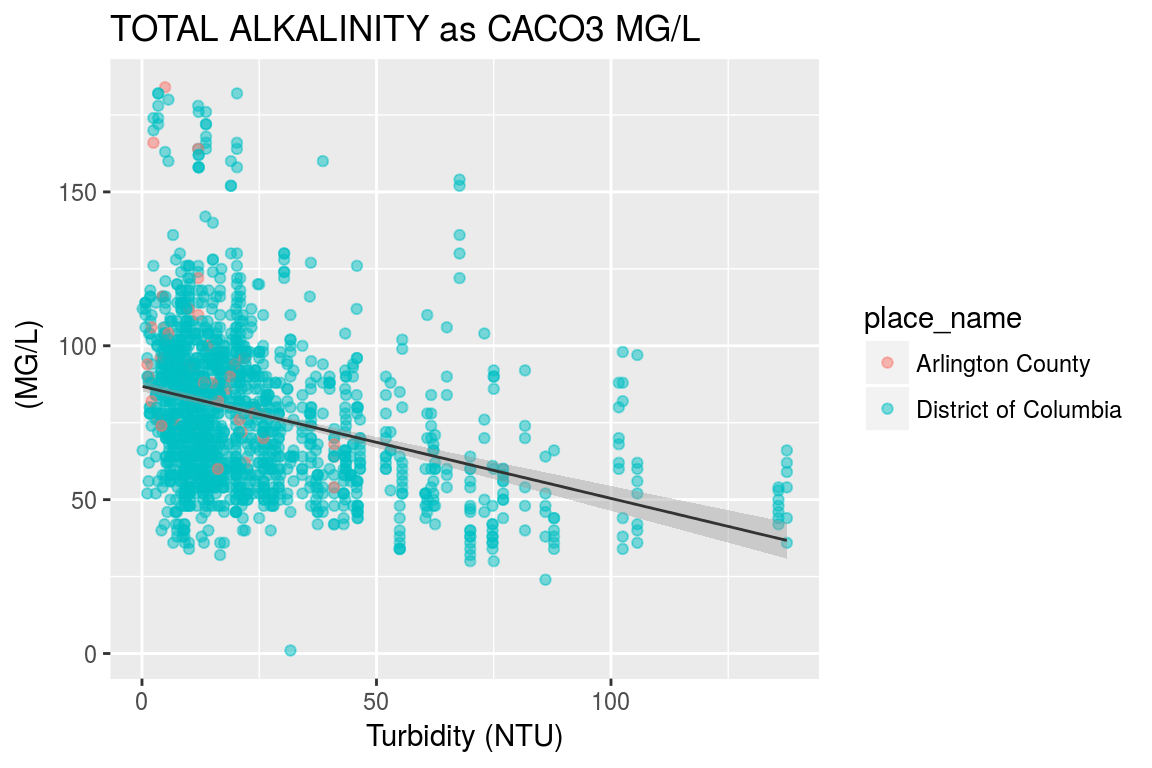 TOTAL ALKALINITY as CACO3 MG/L
(MG/L)
150
100
50
0
0
50
100
Turbidity (NTU)
place_name
Arlington County
District of Columbia